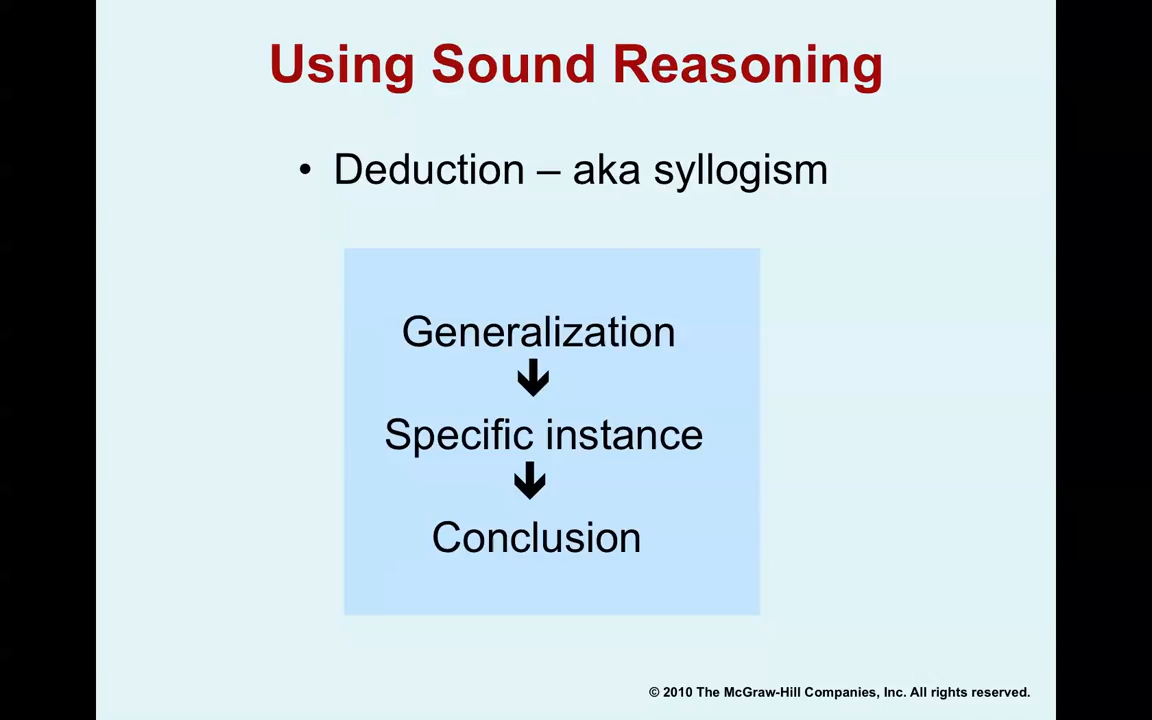 Using Sound Reasoning
• Deduction – aka syllogism
Generalization
🡻
Specific instance
🡻
Conclusion
© 2010 The McGraw-Hill Companies, Inc. All rights reserved.